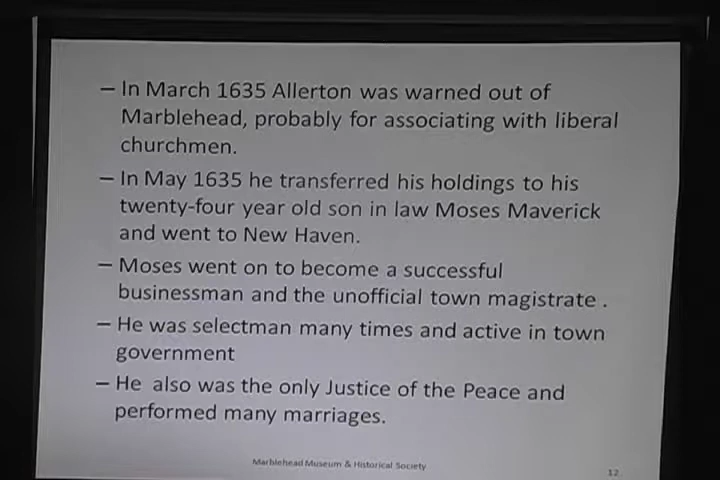 – In March 1635 Allerton was warned out of
Marblehead, probably for associating with liberal
churchmen.
– In May 1635 he transferred his holdings to his
twenty-four year old son in law Moses Maverick
and went to New Haven.
– Moses went on to become a successful
businessman and the unofficial town magistrate .
– He was selectman many times and active in town
government
– He also was the only Justice of the Peace and
performed many marriages.
Marblehead Museum & Historical Society
12